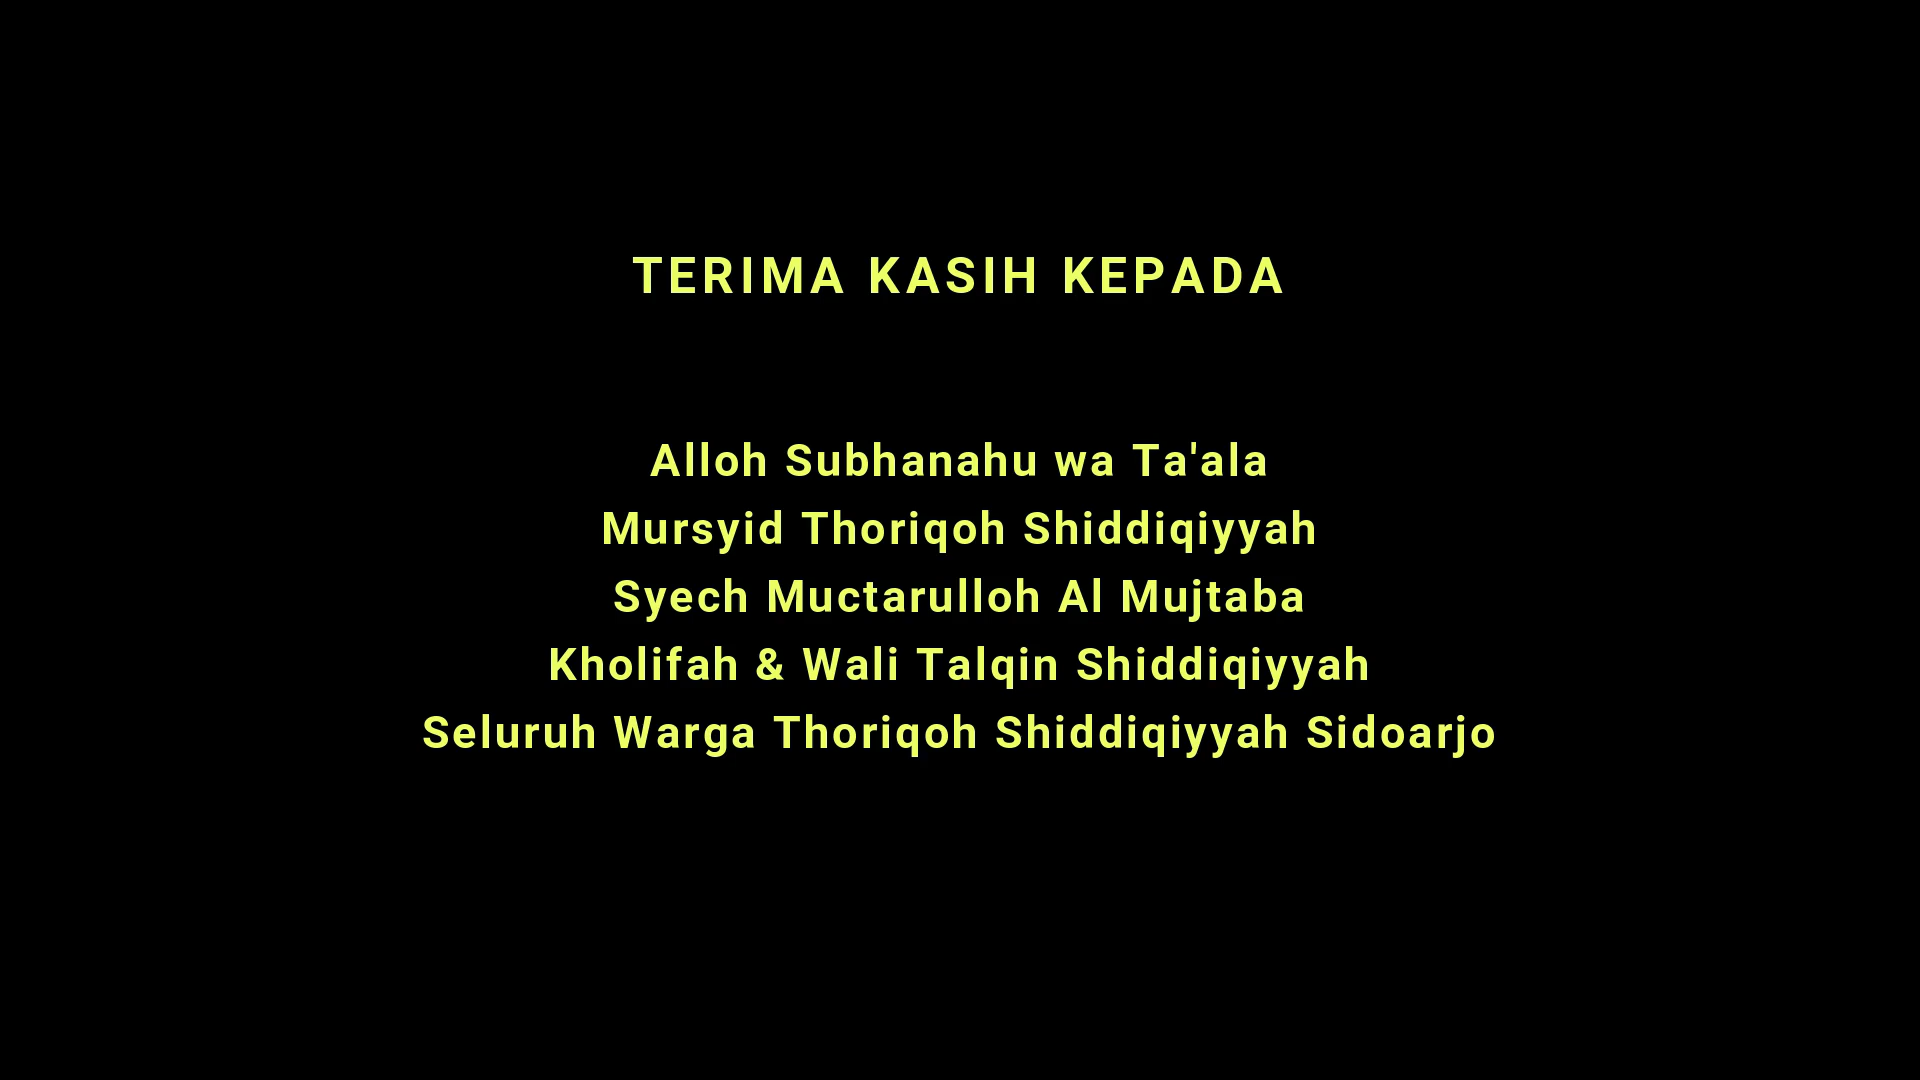 TERIMA KASIH KEPADA
Alloh Subhanahu wa Ta'ala
Mursyid Thoriqoh Shiddiqiyyah
Syech Muctarulloh Al Mujtaba
Kholifah & Wali Talqin Shiddiqiyyah
Seluruh Warga Thoriqoh Shiddiqiyyah Sidoarjo